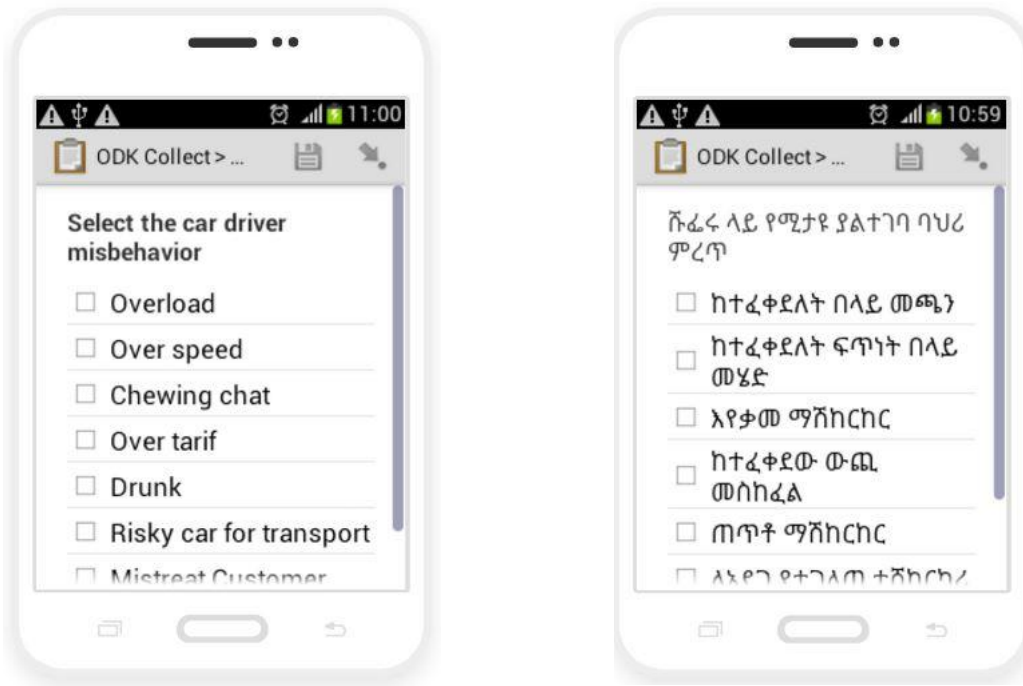 11:00
ODK Collect > ...
Select the car driver
misbehavior
Overload
Over speed
Chewing chat
Over tarif
Drunk
Risky car for transport
Mistreat Customer
10:59
ODK Collect > ...
ሹፌሩ ላይ የሚታዩ ያልተገባ ባህሪ
ምረጥ
ከተፈቀደለት በላይ መጫን
ከተፈቀደለት ፍጥነት በላይ
መሄድ
እየቃመ ማሽከርከር
ከተፈቀደው ውጪ
መስከፈል
ጠጥቶ ማሽከርከር